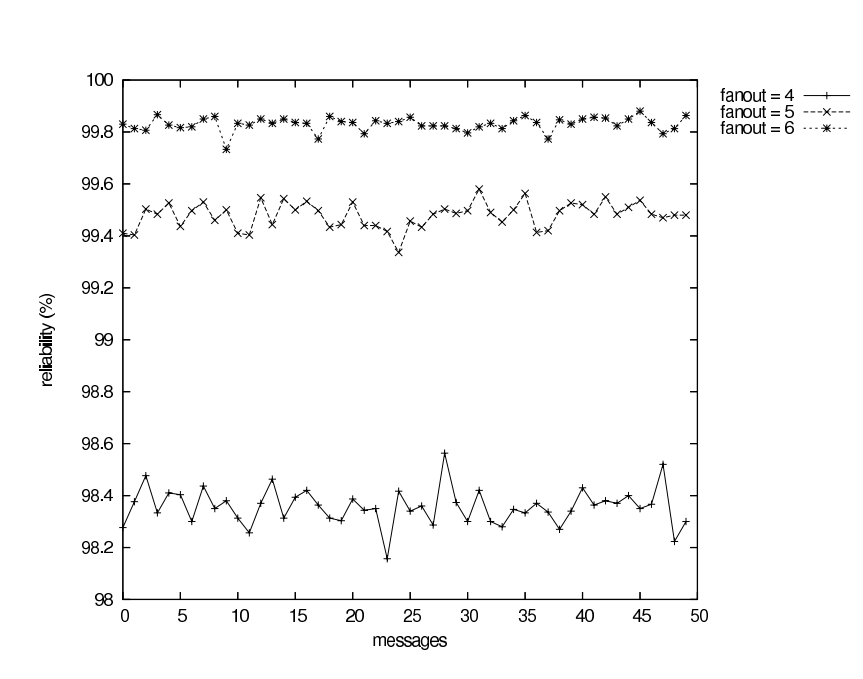 100
99.8
99.6
99.4
99.2
99
98.8
98.6
98.4
98.2
98
0 5 10 15 20 25 30 35 40 45 50
messages
reliability (%)
fanout = 4
fanout = 5
fanout = 6